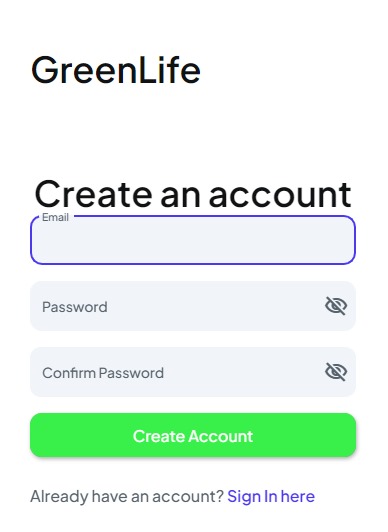 GreenLife
Create an account
Email
Password
Confirm Password
Create Account
Already have an account? Sign In here